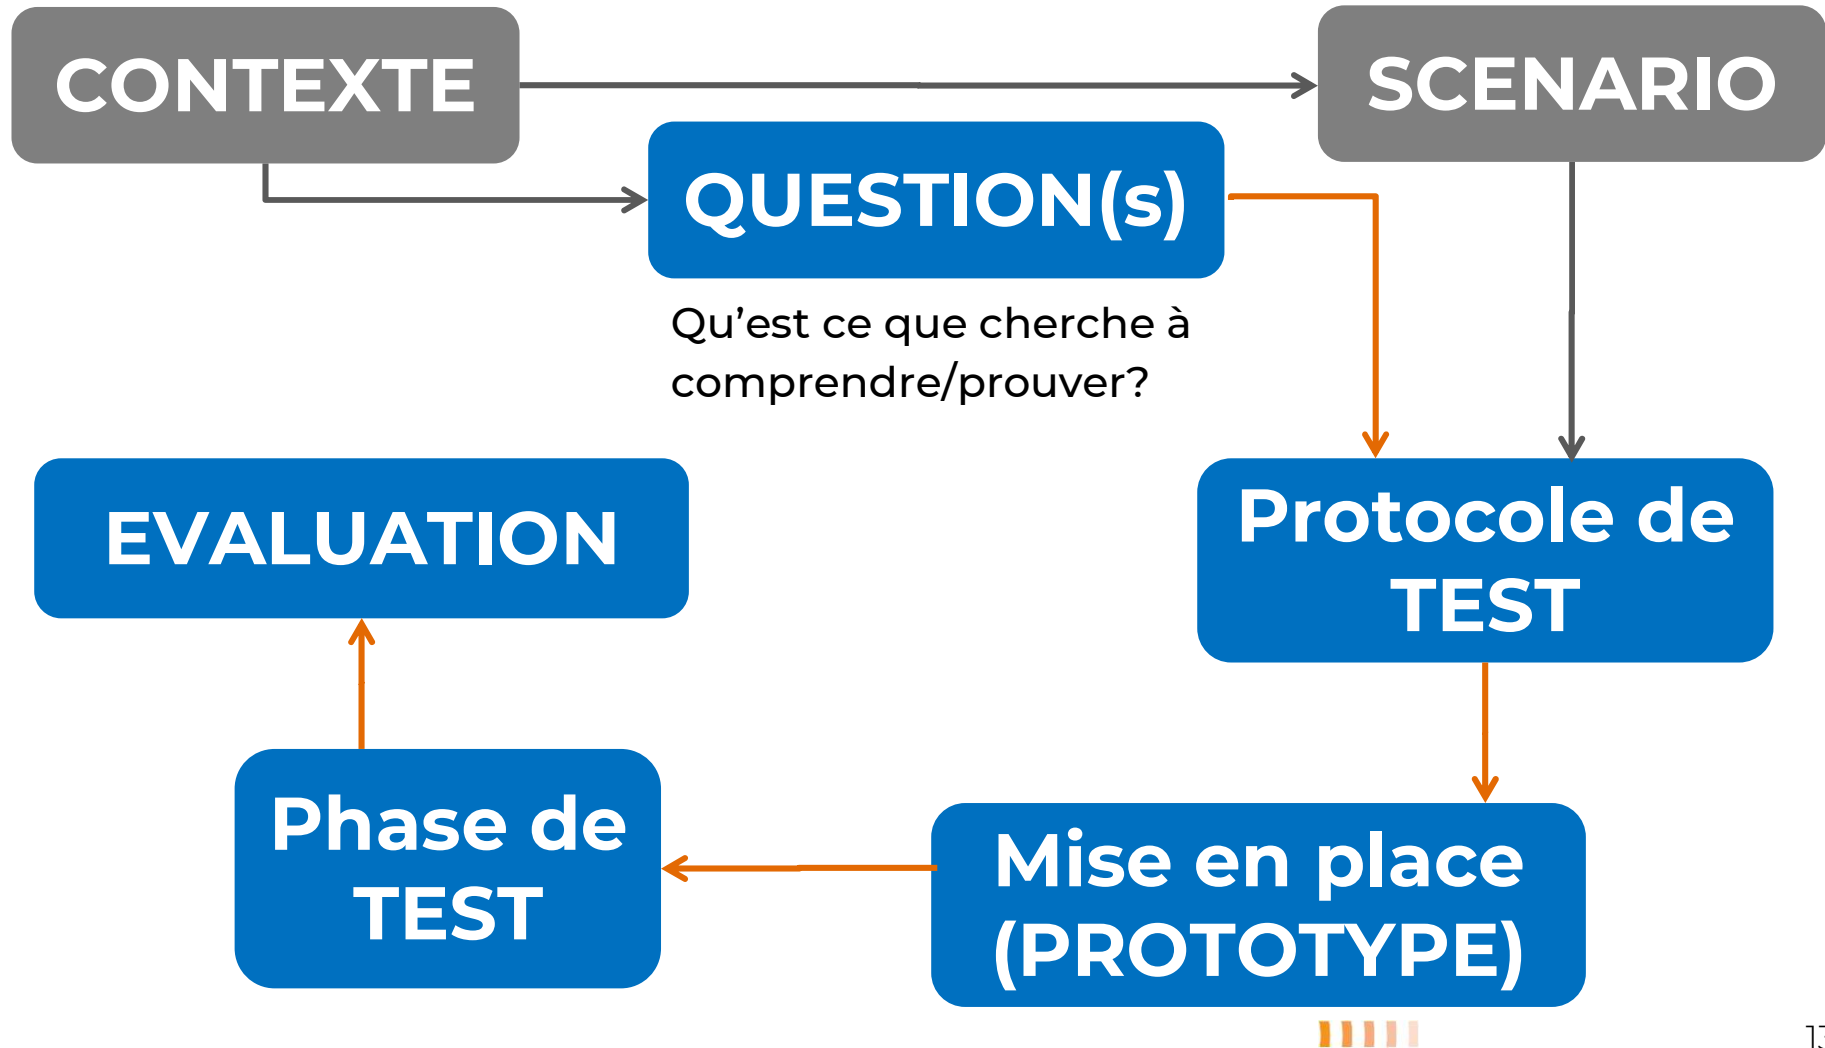 CONTEXTE
SCENARIO
QUESTION(s)
Qu'est ce que cherche à
comprendre/prouver?
EVALUATION
Protocole de
TEST
Phase de
TEST
Mise en place
(PROTOTYPE)
13